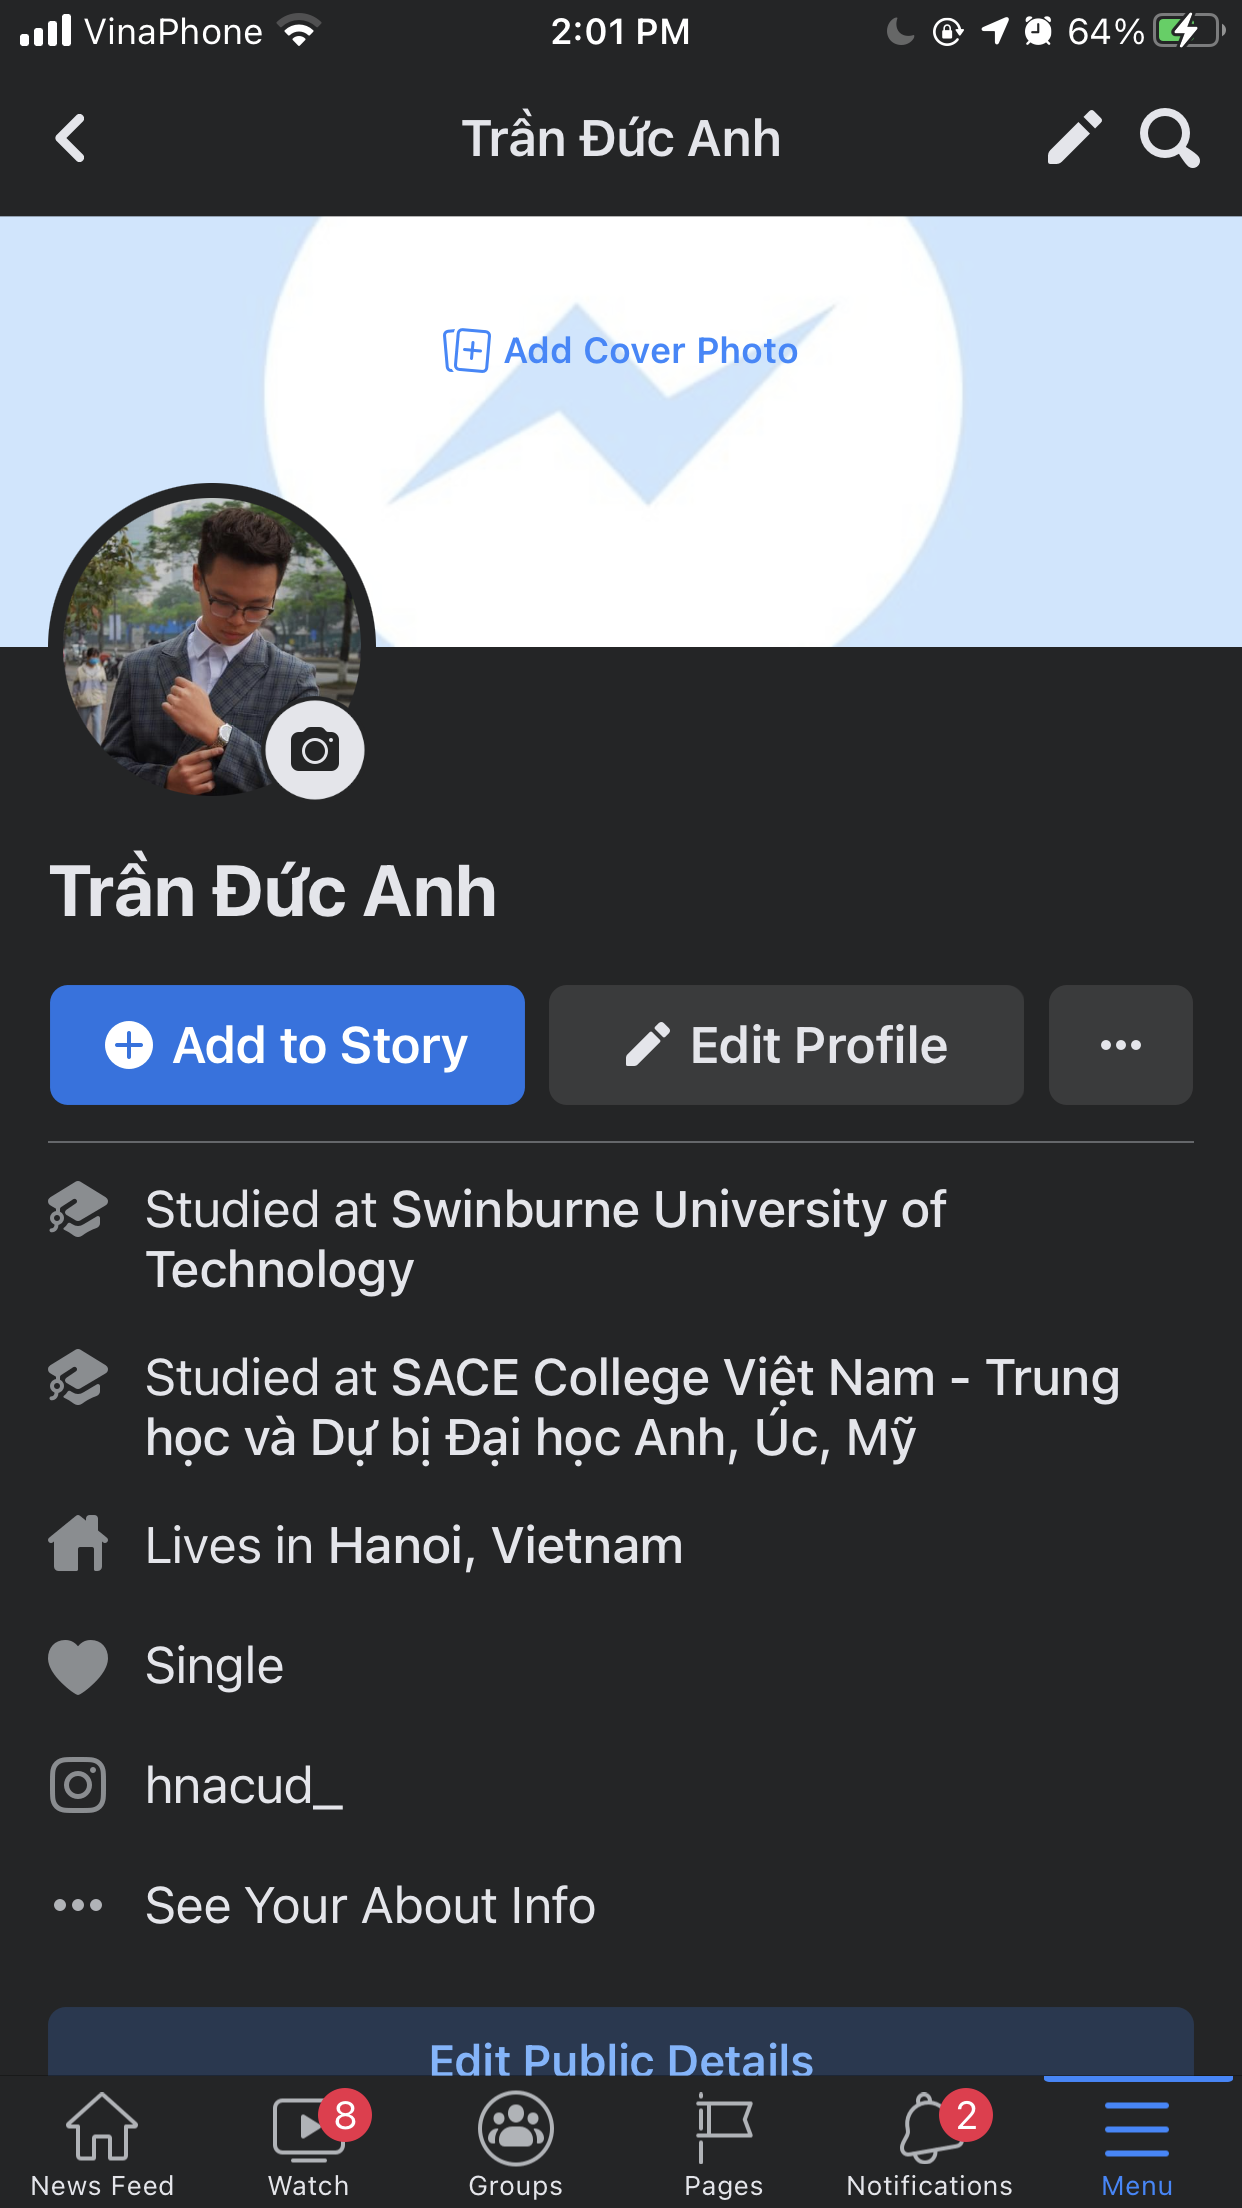 VinaPhone 2:01 PM 64%
Trần Đức Anh
Add Cover Photo
Trần Đức Anh
Add to Story Edit Profile
Studied at Swinburne University of
Technology
Studied at SACE College Việt Nam - Trung
học và Dự bị Đại học Anh, Úc, Mỹ
Lives in Hanoi, Vietnam
Single
hnacud_
See Your About Info
Edit Public Details
8 2
News Feed Watch Groups Pages Notifications Menu